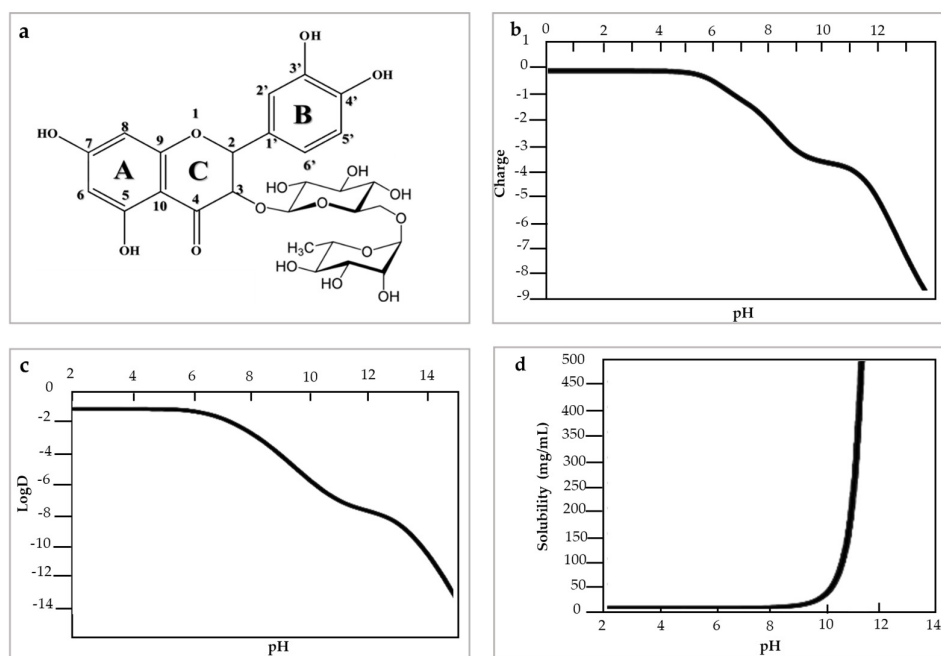 a
OH
3'
OH
2'
4'
B
1
8
HO
7
9
2
1'
5'
A
C
6'
OH
HO
OH
3
6
5
10
4
O
O
O
O
OH
O
H₃C
O
HO
HO
OH
OH
b
0 2 4 6 8 10 12
1
0
-1
-2
-3
-4
-5
-6
-7
-8
-9
Charge
pH
c
2 4 6 8 10 12 14
0
-2
-4
-6
-8
-10
-12
-14
LogD
pH
d
500
450
400
350
300
250
200
150
100
50
0
Solubility (mg/mL)
2 4 6 8 10 12 14
pH